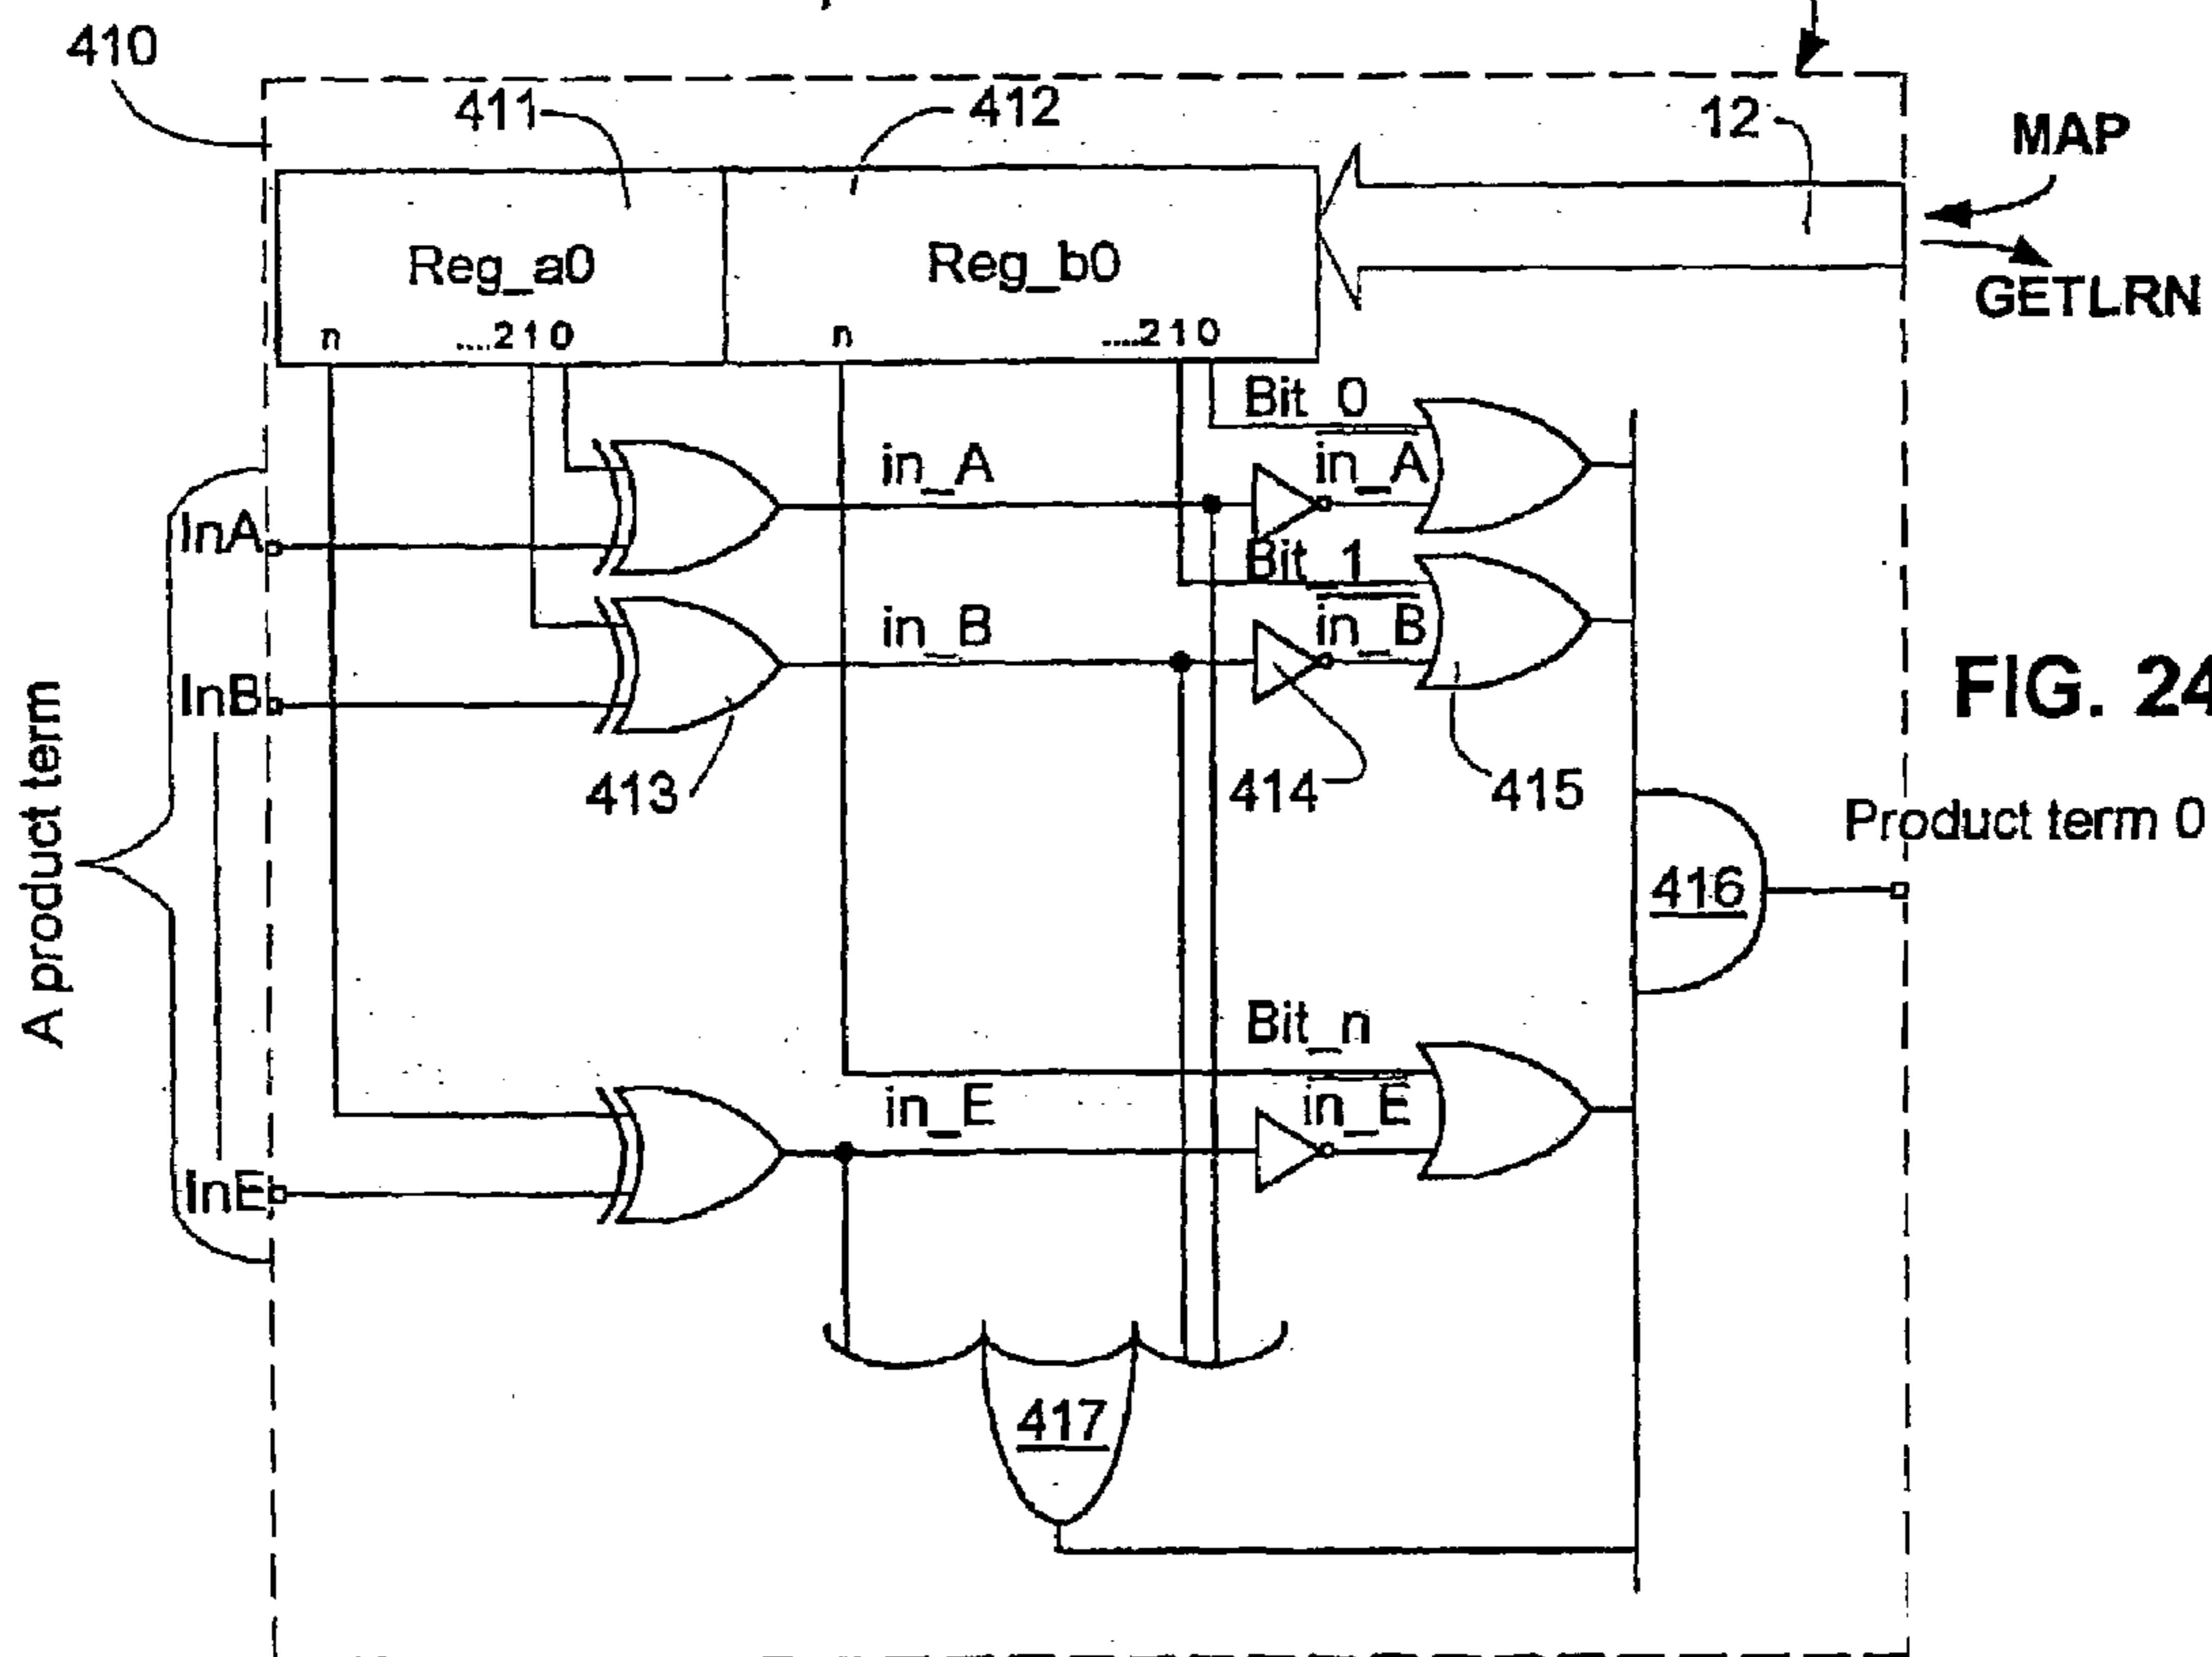 410
411
412
12
MAP
GETLRN
Reg_a0
Reg_b0
n ....2 1 0
n ....2 1 0
Bit_0
in_A
in_A
InA
Bit_1
in_B
in_B
InB
FIG. 24
413
414
415
A product term
Product term 0
416
Bit_n
in_E
in_E
InE
417